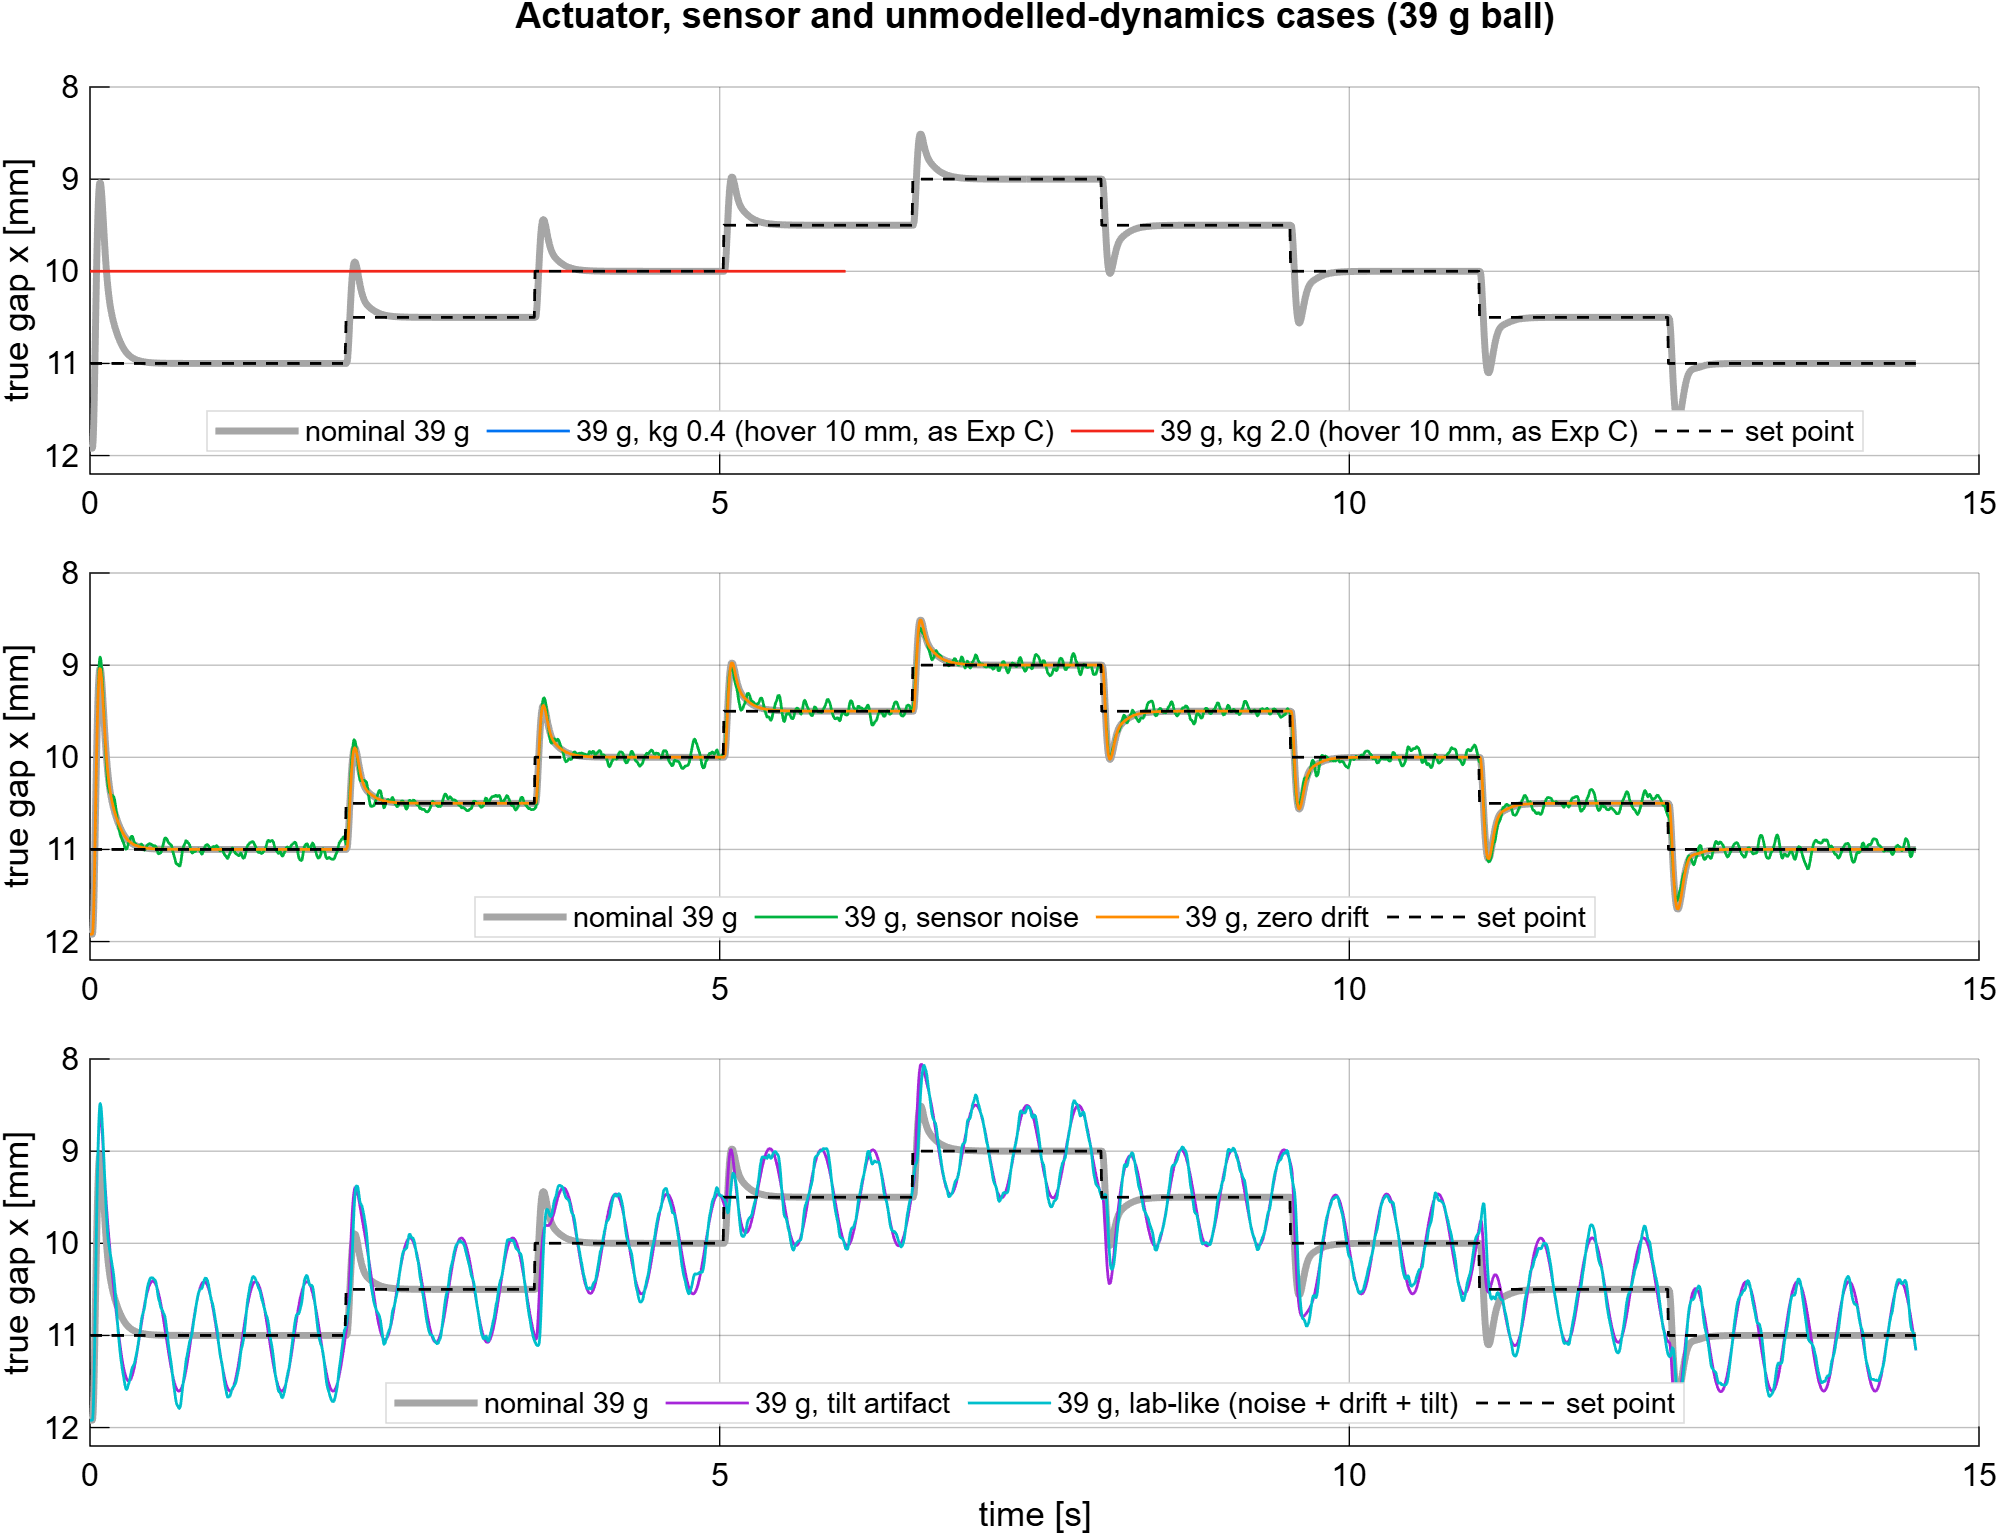 Actuator, sensor and unmodelled-dynamics cases (39 g ball)
true gap x [mm]
8
9
10
11
12
nominal 39 g 39 g, kg 0.4 (hover 10 mm, as Exp C) 39 g, kg 2.0 (hover 10 mm, as Exp C) set point
0 5 10 15
true gap x [mm]
8
9
10
11
12
nominal 39 g 39 g, sensor noise 39 g, zero drift set point
0 5 10 15
true gap x [mm]
8
9
10
11
12
nominal 39 g 39 g, tilt artifact 39 g, lab-like (noise + drift + tilt) set point
0 5 10 15
time [s]